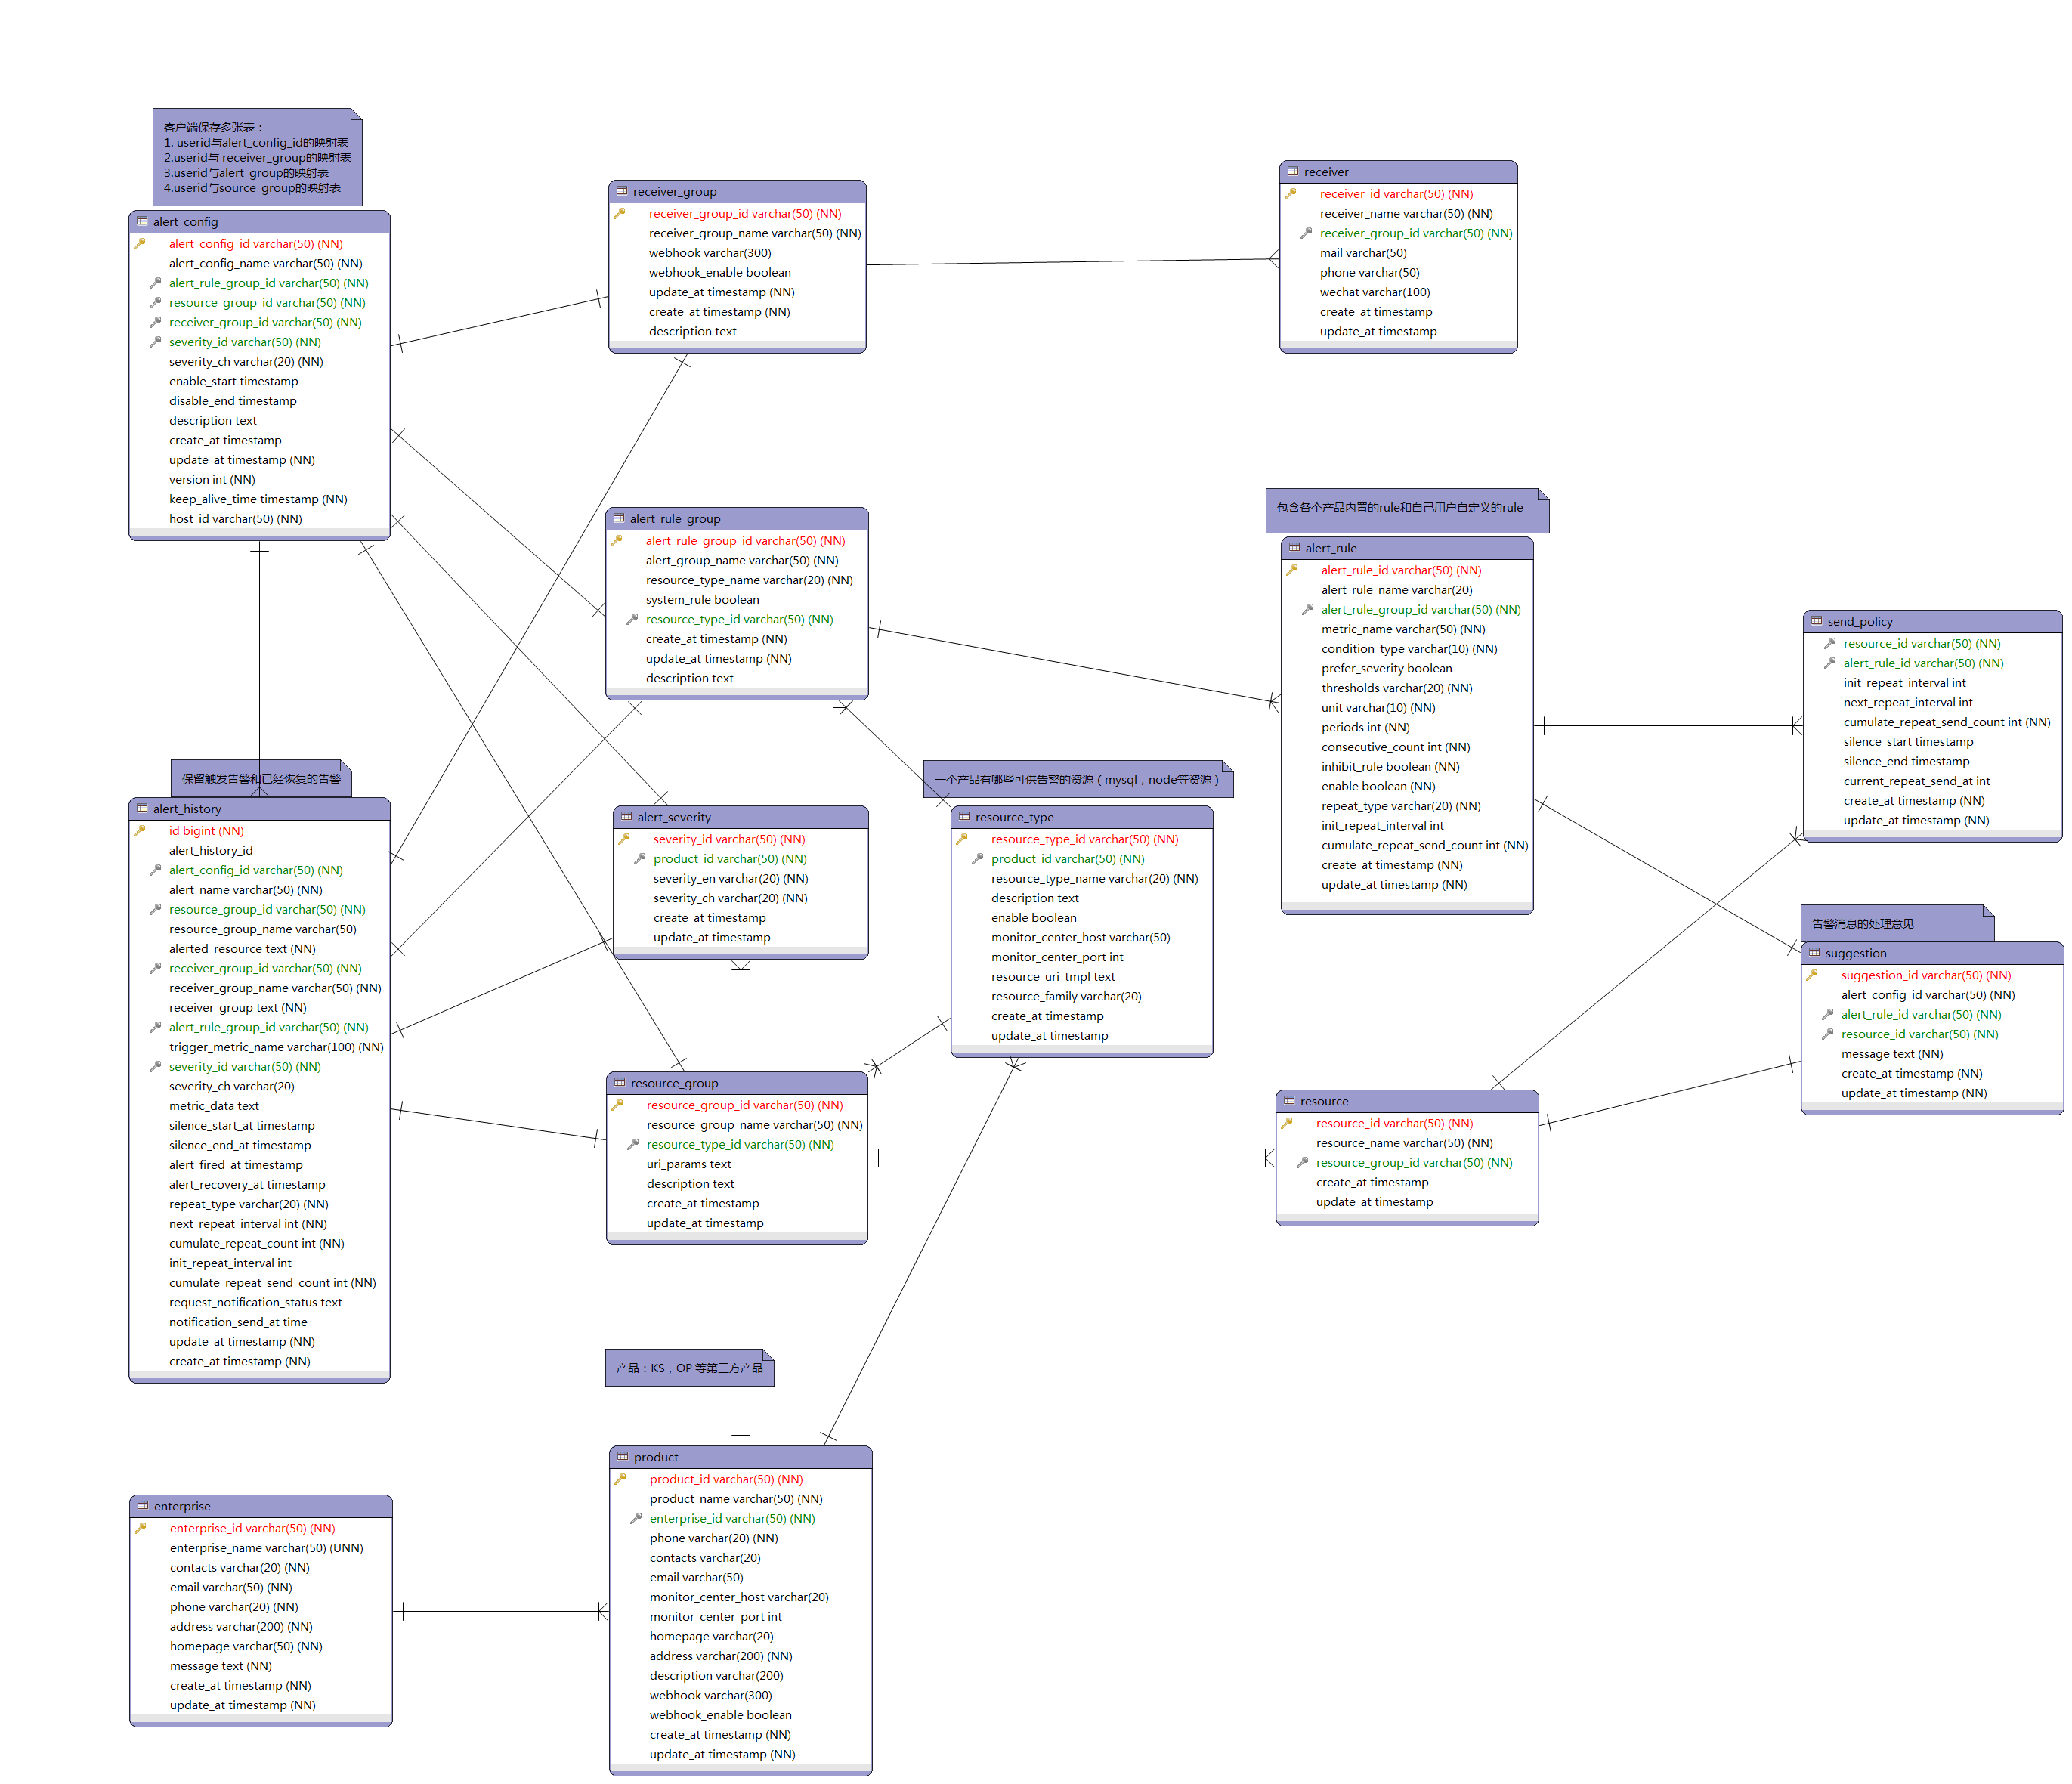 客户端保存多张表：
1. userid与alert_config_id的映射表
2.userid与 receiver_group的映射表
3.userid与alert_group的映射表
4.userid与source_group的映射表
alert_config
alert_config_id varchar(50) (NN)
alert_config_name varchar(50) (NN)
alert_rule_group_id varchar(50) (NN)
resource_group_id varchar(50) (NN)
receiver_group_id varchar(50) (NN)
severity_id varchar(50) (NN)
severity_ch varchar(20) (NN)
enable_start timestamp
disable_end timestamp
description text
create_at timestamp
update_at timestamp (NN)
version int (NN)
keep_alive_time timestamp (NN)
host_id varchar(50) (NN)
receiver_group
receiver_group_id varchar(50) (NN)
receiver_group_name varchar(50) (NN)
webhook varchar(300)
webhook_enable boolean
update_at timestamp (NN)
create_at timestamp (NN)
description text
receiver
receiver_id varchar(50) (NN)
receiver_name varchar(50) (NN)
receiver_group_id varchar(50) (NN)
mail varchar(50)
phone varchar(50)
wechat varchar(100)
create_at timestamp
update_at timestamp
alert_rule_group
alert_rule_group_id varchar(50) (NN)
alert_group_name varchar(50) (NN)
resource_type_name varchar(20) (NN)
system_rule boolean
resource_type_id varchar(50) (NN)
create_at timestamp (NN)
update_at timestamp (NN)
description text
包含各个产品内置的rule和自己用户自定义的rule
alert_rule
alert_rule_id varchar(50) (NN)
alert_rule_name varchar(20)
alert_rule_group_id varchar(50) (NN)
metric_name varchar(50) (NN)
condition_type varchar(10) (NN)
prefer_severity boolean
thresholds varchar(20) (NN)
unit varchar(10) (NN)
periods int (NN)
consecutive_count int (NN)
inhibit_rule boolean (NN)
enable boolean (NN)
repeat_type varchar(20) (NN)
init_repeat_interval int
cumulate_repeat_send_count int (NN)
create_at timestamp (NN)
update_at timestamp (NN)
send_policy
resource_id varchar(50) (NN)
alert_rule_id varchar(50) (NN)
init_repeat_interval int
next_repeat_interval int
cumulate_repeat_send_count int (NN)
silence_start timestamp
silence_end timestamp
current_repeat_send_at int
create_at timestamp (NN)
update_at timestamp (NN)
保留触发告警和已经恢复的告警
alert_history
id bigint (NN)
alert_history_id
alert_config_id varchar(50) (NN)
alert_name varchar(50) (NN)
resource_group_id varchar(50) (NN)
resource_group_name varchar(50)
alerted_resource text (NN)
receiver_group_id varchar(50) (NN)
receiver_group_name varchar(50) (NN)
receiver_group text (NN)
alert_rule_group_id varchar(50) (NN)
trigger_metric_name varchar(100) (NN)
severity_id varchar(50) (NN)
severity_ch varchar(20)
metric_data text
silence_start_at timestamp
silence_end_at timestamp
alert_fired_at timestamp
alert_recovery_at timestamp
repeat_type varchar(20) (NN)
next_repeat_interval int (NN)
cumulate_repeat_count int (NN)
init_repeat_interval int
cumulate_repeat_send_count int (NN)
request_notification_status text
notification_send_at time
update_at timestamp (NN)
create_at timestamp (NN)
alert_severity
severity_id varchar(50) (NN)
product_id varchar(50) (NN)
severity_en varchar(20) (NN)
severity_ch varchar(20) (NN)
create_at timestamp
update_at timestamp
一个产品有哪些可供告警的资源（mysql，node等资源）
resource_type
resource_type_id varchar(50) (NN)
product_id varchar(50) (NN)
resource_type_name varchar(20) (NN)
description text
enable boolean
monitor_center_host varchar(50)
monitor_center_port int
resource_uri_tmpl text
resource_family varchar(20)
create_at timestamp
update_at timestamp
告警消息的处理意见
suggestion
suggestion_id varchar(50) (NN)
alert_config_id varchar(50) (NN)
alert_rule_id varchar(50) (NN)
resource_id varchar(50) (NN)
message text (NN)
create_at timestamp (NN)
update_at timestamp (NN)
resource_group
resource_group_id varchar(50) (NN)
resource_group_name varchar(50) (NN)
resource_type_id varchar(50) (NN)
uri_params text
description text
create_at timestamp
update_at timestamp
resource
resource_id varchar(50) (NN)
resource_name varchar(50) (NN)
resource_group_id varchar(50) (NN)
create_at timestamp
update_at timestamp
产品：KS，OP 等第三方产品
product
product_id varchar(50) (NN)
product_name varchar(50) (NN)
enterprise_id varchar(50) (NN)
phone varchar(20) (NN)
contacts varchar(20)
email varchar(50)
monitor_center_host varchar(20)
monitor_center_port int
homepage varchar(20)
address varchar(200) (NN)
description varchar(200)
webhook varchar(300)
webhook_enable boolean
create_at timestamp (NN)
update_at timestamp (NN)
enterprise
enterprise_id varchar(50) (NN)
enterprise_name varchar(50) (UNN)
contacts varchar(20) (NN)
email varchar(50) (NN)
phone varchar(20) (NN)
address varchar(200) (NN)
homepage varchar(50) (NN)
message text (NN)
create_at timestamp (NN)
update_at timestamp (NN)